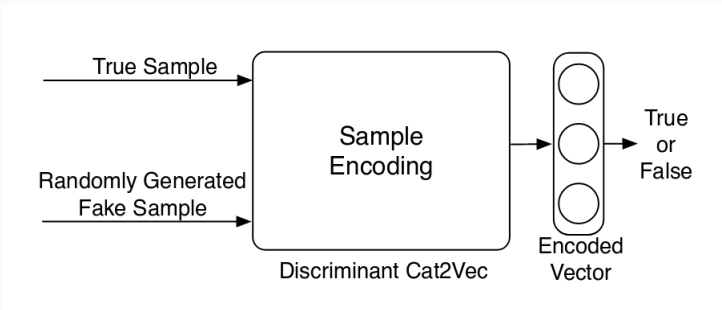 True Sample
Randomly Generated
Fake Sample
Sample
Encoding
Discriminant Cat2Vec
Encoded
Vector
True
or
False